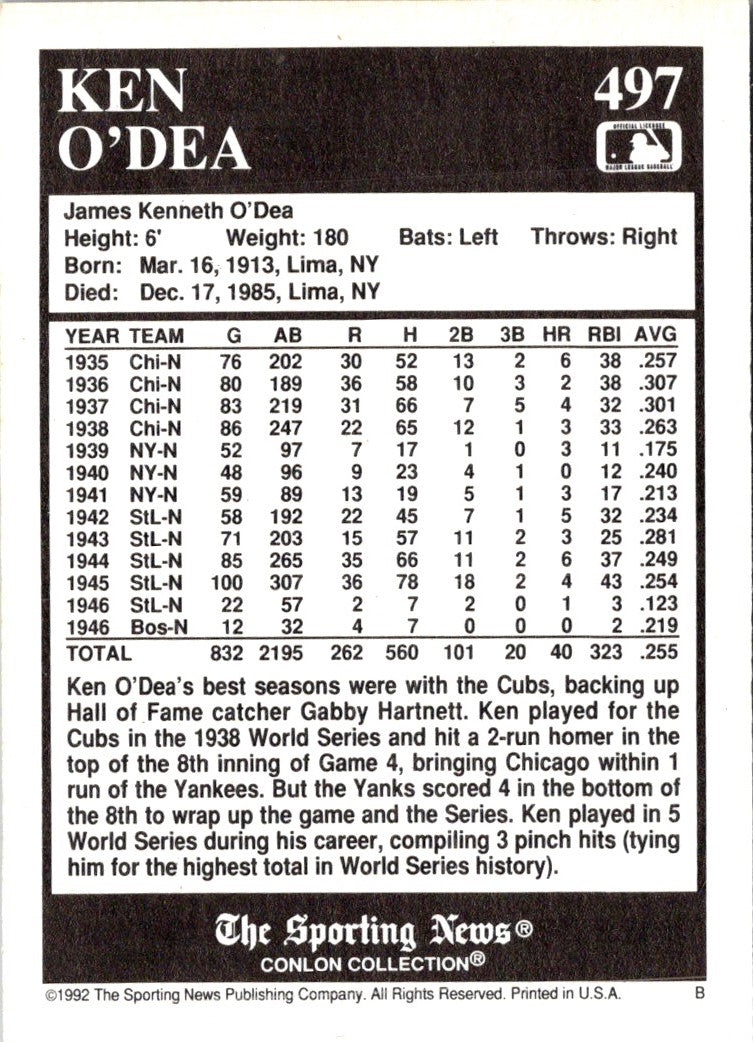 KEN 497
O'DEA
OFFICIAL LICENSEE
MAJOR LEAGUE BASEBALL
James Kenneth O'Dea
Height: 6' Weight: 180 Bats: Left Throws: Right
Born: Mar. 16, 1913, Lima, NY
Died: Dec. 17, 1985, Lima, NY
YEAR TEAM G AB R H 2B 3B HR RBI AVG
1935 Chi-N 76 202 30 52 13 2 6 38 .257
1936 Chi-N 80 189 36 58 10 3 2 38 .307
1937 Chi-N 83 219 31 66 7 5 4 32 .301
1938 Chi-N 86 247 22 65 12 1 3 33 .263
1939 NY-N 52 97 7 17 1 0 3 11 .175
1940 NY-N 48 96 9 23 4 1 0 12 .240
1941 NY-N 59 89 13 19 5 1 3 17 .213
1942 StL-N 58 192 22 45 7 1 5 32 .234
1943 StL-N 71 203 15 57 11 2 3 25 .281
1944 StL-N 85 265 35 66 11 2 6 37 .249
1945 StL-N 100 307 36 78 18 2 4 43 .254
1946 StL-N 22 57 2 7 2 0 1 3 .123
1946 Bos-N 12 32 4 7 0 0 0 2 .219
TOTAL 832 2195 262 560 101 20 40 323 .255
Ken O'Dea's best seasons were with the Cubs, backing up
Hall of Fame catcher Gabby Hartnett. Ken played for the
Cubs in the 1938 World Series and hit a 2-run homer in the
top of the 8th inning of Game 4, bringing Chicago within 1
run of the Yankees. But the Yanks scored 4 in the bottom of
the 8th to wrap up the game and the Series. Ken played in 5
World Series during his career, compiling 3 pinch hits (tying
him for the highest total in World Series history).
The Sporting News®
CONLON COLLECTION®
©1992 The Sporting News Publishing Company. All Rights Reserved. Printed in U.S.A. B